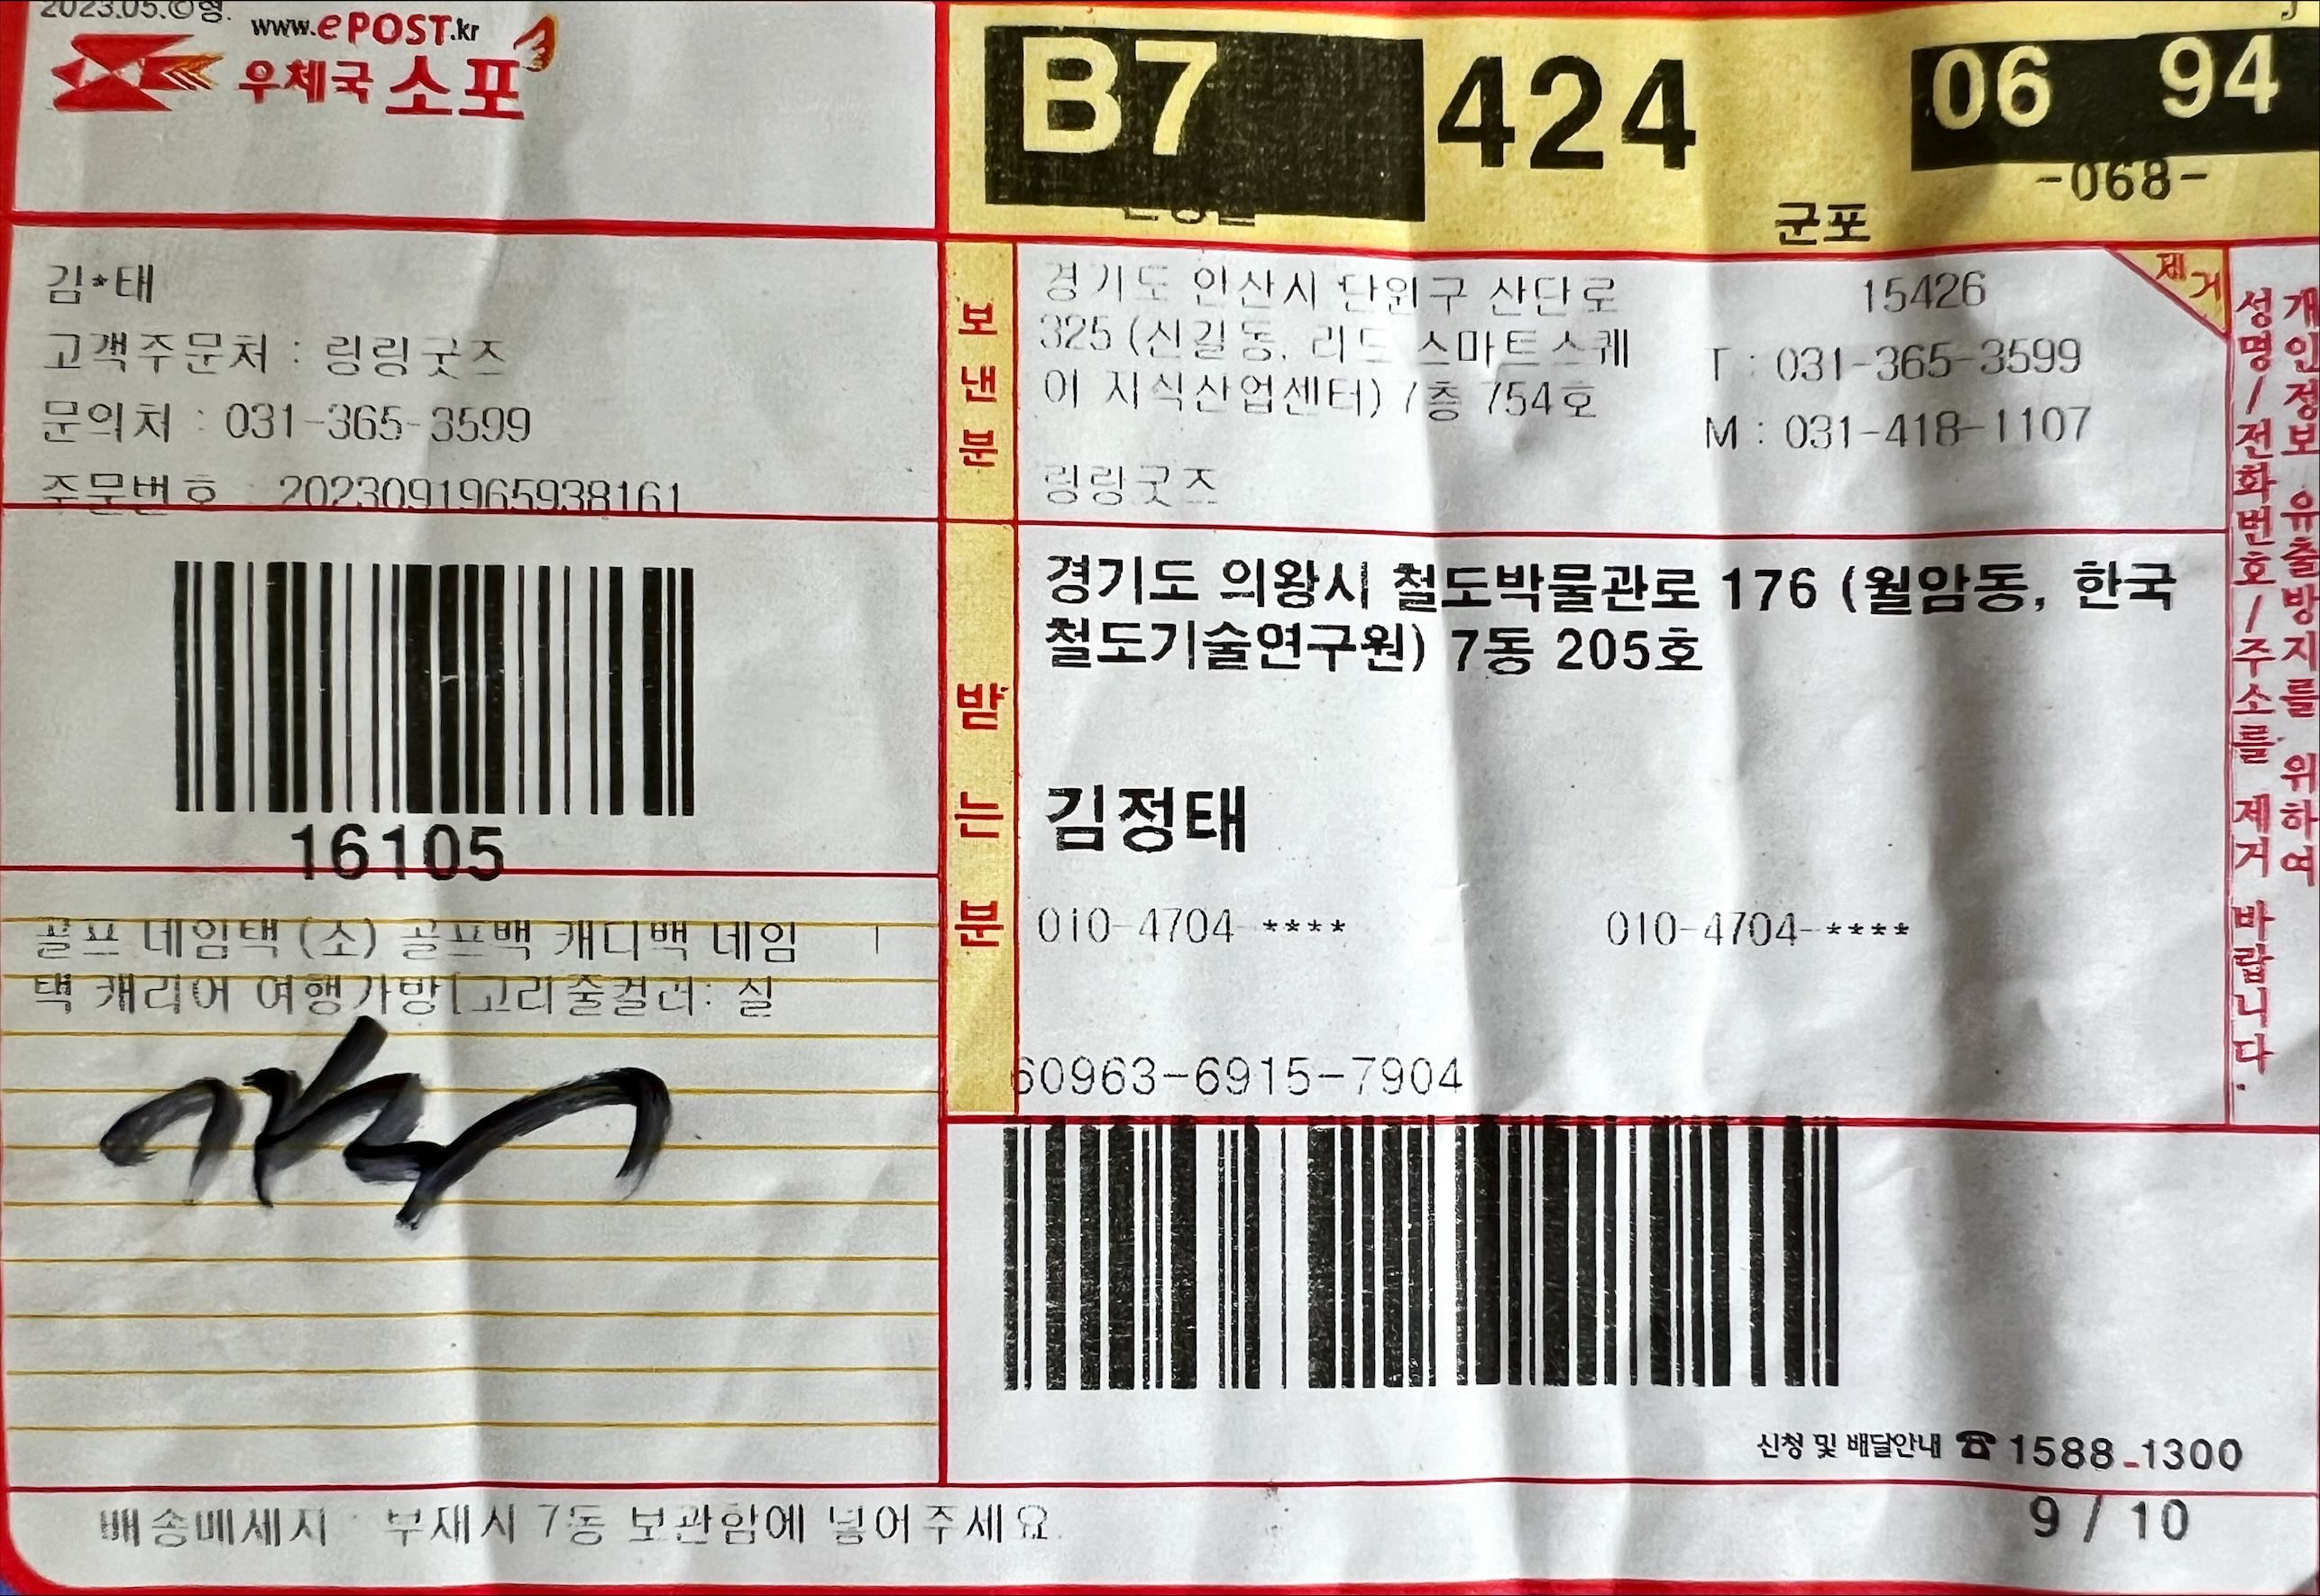 www.ePOST.kr
우체국 소포
B7 424 06 94
-068-
군포
김*태
고객주문처 : 링링굿즈
문의처 : 031-365-3599
주문번호 : 2023091965938161
16105
골프 네임택 (소) 골프백 캐디백 네임
택 캐리어 여행가방[고리줄컬러: 실
보낸분
경기도 안산시 단원구 산단로
325 (신길동, 리드 스마트스퀘
어 지식산업센터) 7층 754호
링링굿즈
15426
T : 031-365-3599
M : 031-418-1107
제거
받는분
경기도 의왕시 철도박물관로 176 (월암동, 한국
철도기술연구원) 7동 205호
김정태
010-4704-**** 010-4704-****
60963-6915-7904
개인정보 유출방지를 위하여
성명/전화번호/주소를 제거 바랍니다.
신청 및 배달안내 ☎ 1588-1300
배송메세지 : 부재시 7동 보관함에 넣어주세요
9 / 10